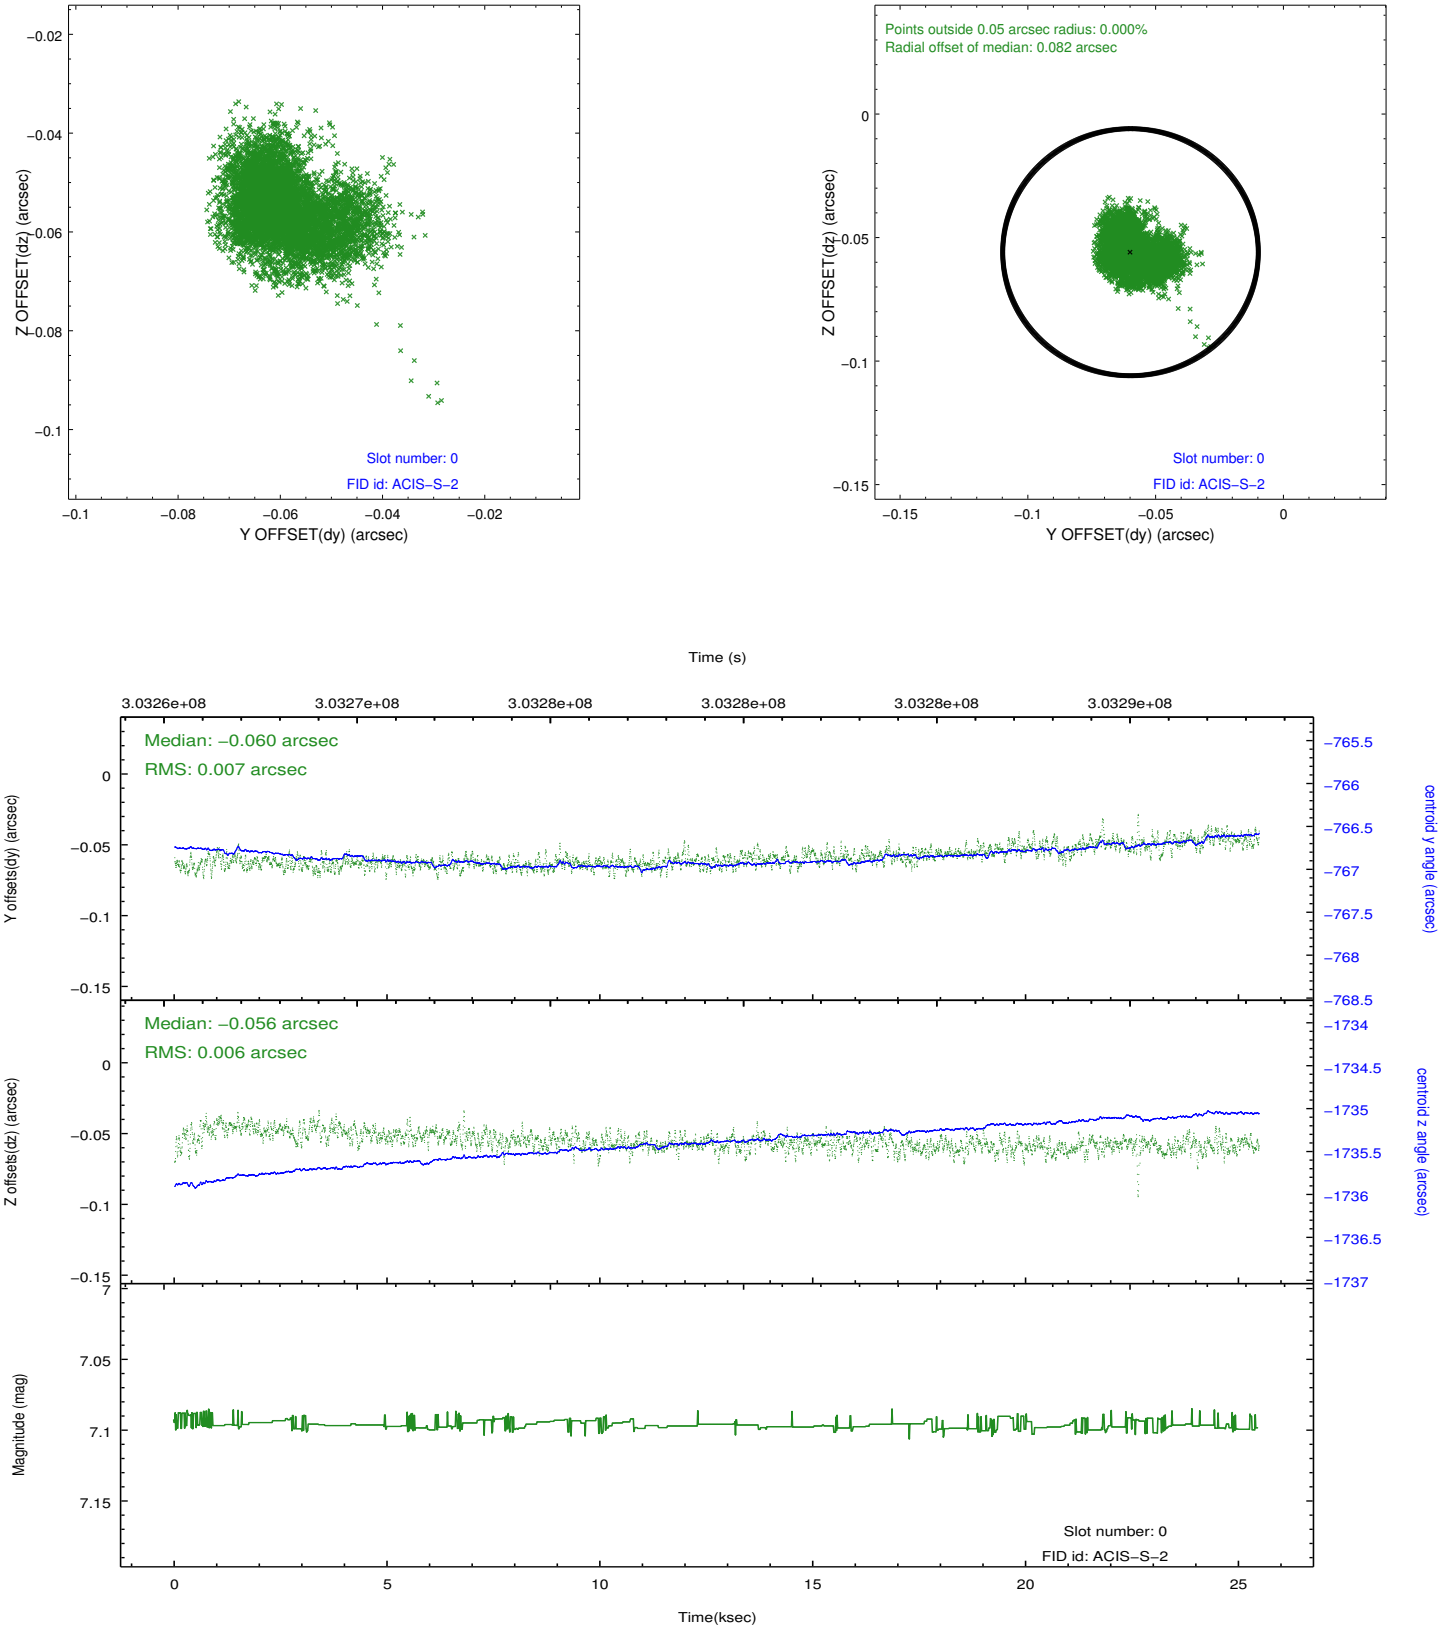 −0.02
−0.04
−0.06
−0.08
−0.1
Z OFFSET(dz) (arcsec)
Slot number: 0
FID id: ACIS−S−2
−0.1
−0.08
−0.06
−0.04
−0.02
Y OFFSET(dy) (arcsec)
Points outside 0.05 arcsec radius: 0.000%
Radial offset of median: 0.082 arcsec
0
−0.05
−0.1
−0.15
Z OFFSET(dz) (arcsec)
Slot number: 0
FID id: ACIS−S−2
−0.15
−0.1
−0.05
0
Y OFFSET(dy) (arcsec)
Time (s)
3.0326e+08
3.0327e+08
3.0328e+08
3.0328e+08
3.0328e+08
3.0329e+08
Median: −0.060 arcsec
RMS: 0.007 arcsec
0
−0.05
−0.1
−0.15
Y offsets(dy) (arcsec)
−765.5
−766
−766.5
−767
−767.5
−768
−768.5
centroid y angle (arcsec)
Median: −0.056 arcsec
RMS: 0.006 arcsec
0
−0.05
−0.1
−0.15
Z offsets(dz) (arcsec)
−1734
−1734.5
−1735
−1735.5
−1736
−1736.5
−1737
centroid z angle (arcsec)
7
7.05
7.1
7.15
Magnitude (mag)
Slot number: 0
FID id: ACIS−S−2
0
5
10
15
20
25
Time(ksec)